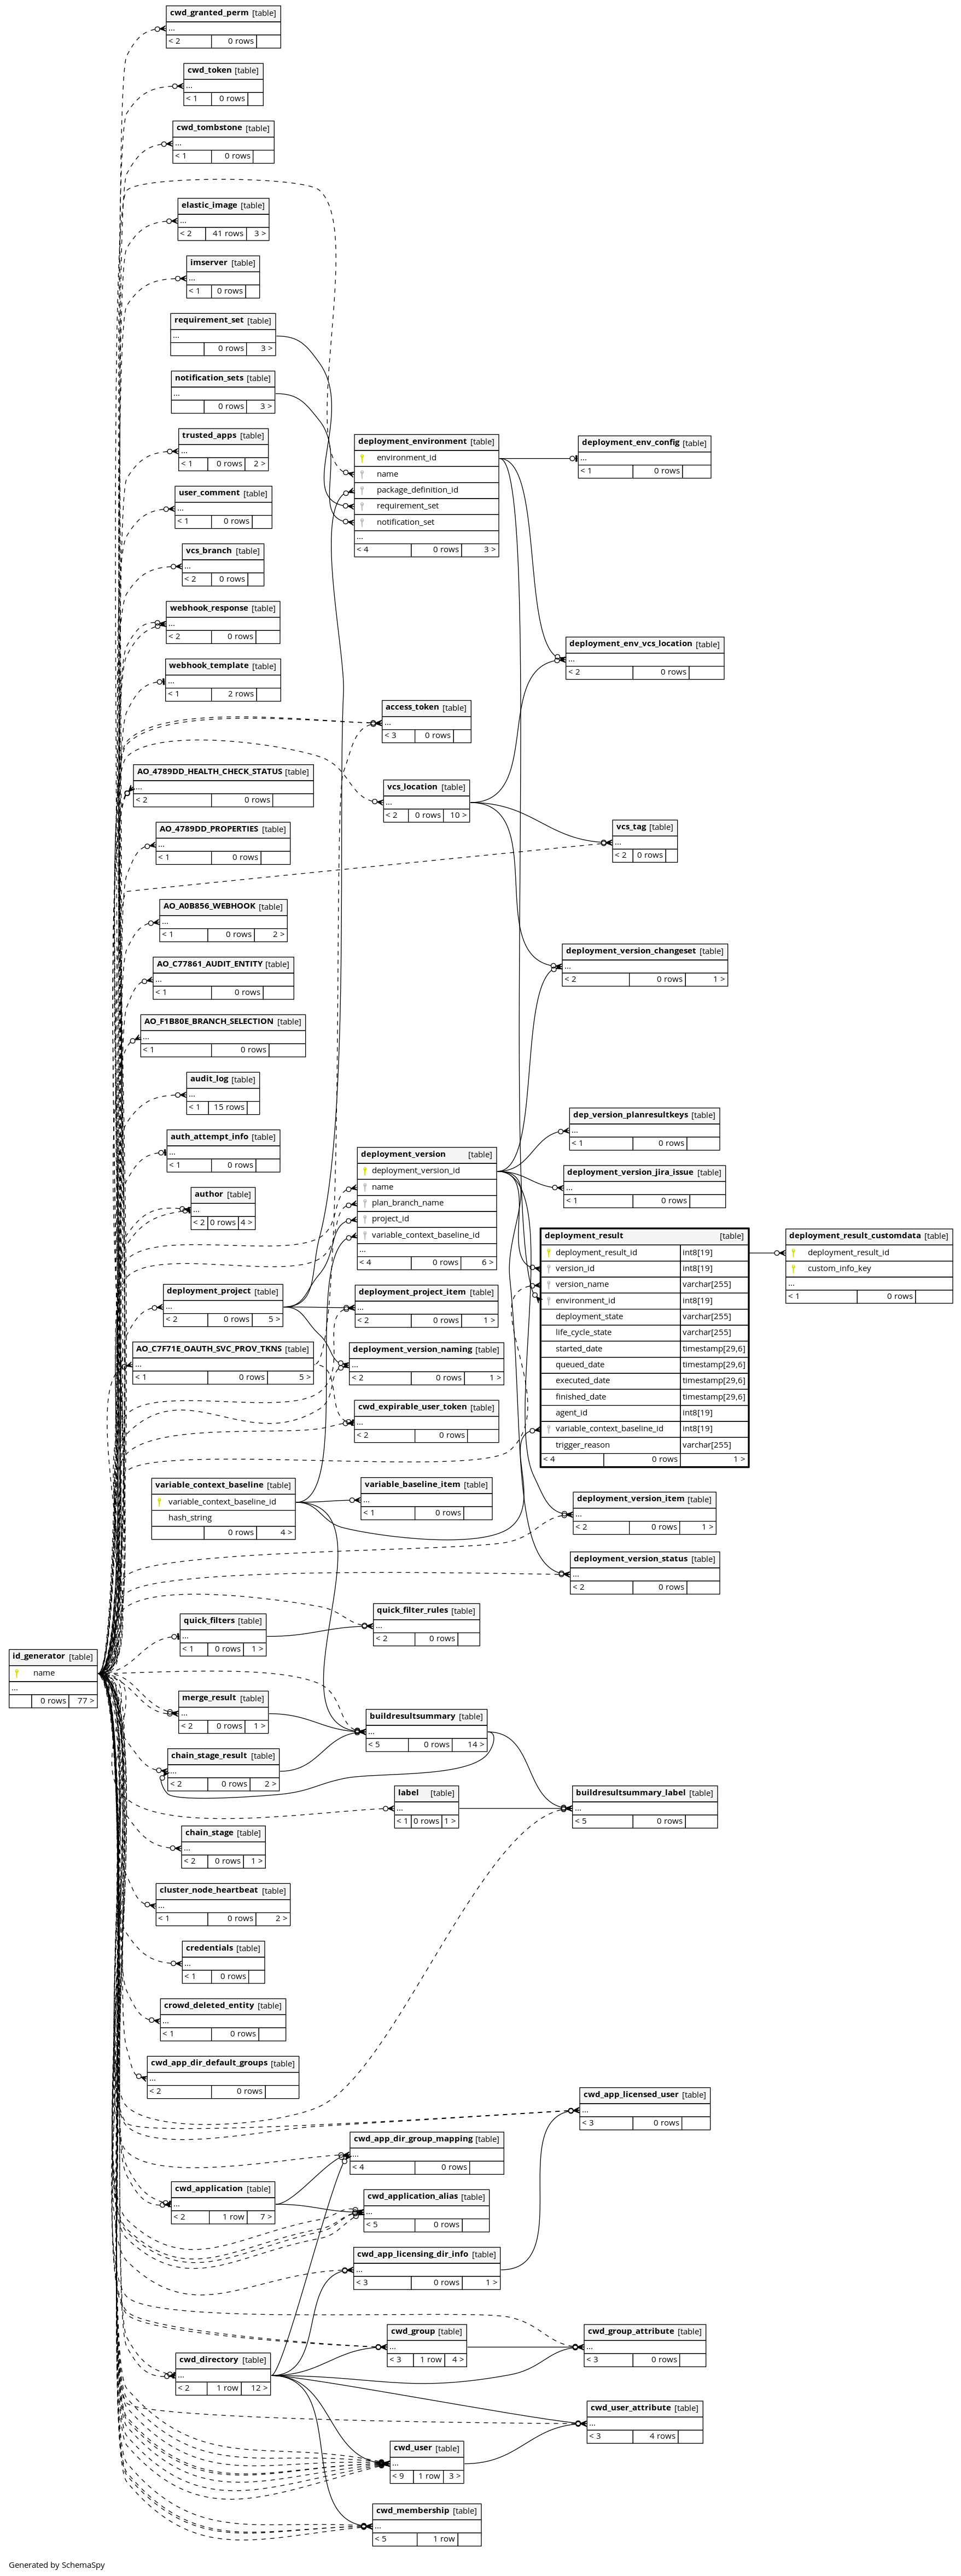 cwd_granted_perm [table]
...
< 2 0 rows
cwd_token [table]
...
< 1 0 rows
cwd_tombstone [table]
...
< 1 0 rows
elastic_image [table]
...
< 2 41 rows 3 >
imserver [table]
...
< 1 0 rows
requirement_set [table]
...
0 rows 3 >
notification_sets [table]
...
0 rows 3 >
trusted_apps [table]
...
< 1 0 rows 2 >
user_comment [table]
...
< 1 0 rows
vcs_branch [table]
...
< 2 0 rows
webhook_response [table]
...
< 2 0 rows
webhook_template [table]
...
< 1 2 rows
AO_4789DD_HEALTH_CHECK_STATUS [table]
...
< 2 0 rows
AO_4789DD_PROPERTIES [table]
...
< 1 0 rows
AO_A0B856_WEBHOOK [table]
...
< 1 0 rows 2 >
AO_C77861_AUDIT_ENTITY [table]
...
< 1 0 rows
AO_F1B80E_BRANCH_SELECTION [table]
...
< 1 0 rows
audit_log [table]
...
< 1 15 rows
auth_attempt_info [table]
...
< 1 0 rows
author [table]
...
< 2 0 rows 4 >
deployment_project [table]
...
< 2 0 rows 5 >
AO_C7F71E_OAUTH_SVC_PROV_TKNS [table]
...
< 1 0 rows 5 >
variable_context_baseline [table]
variable_context_baseline_id
hash_string
0 rows 4 >
quick_filters [table]
...
< 1 0 rows 1 >
id_generator [table]
name
...
0 rows 77 >
merge_result [table]
...
< 2 0 rows 1 >
chain_stage_result [table]
...
< 2 0 rows 2 >
chain_stage [table]
...
< 2 0 rows 1 >
cluster_node_heartbeat [table]
...
< 1 0 rows 2 >
credentials [table]
...
< 1 0 rows
crowd_deleted_entity [table]
...
< 1 0 rows
cwd_app_dir_default_groups [table]
...
< 2 0 rows
cwd_application [table]
...
< 2 1 row 7 >
cwd_directory [table]
...
< 2 1 row 12 >
deployment_environment [table]
environment_id
name
package_definition_id
requirement_set
notification_set
...
< 4 0 rows 3 >
access_token [table]
...
< 3 0 rows
vcs_location [table]
...
< 2 0 rows 10 >
deployment_version [table]
deployment_version_id
name
plan_branch_name
project_id
variable_context_baseline_id
...
< 4 0 rows 6 >
deployment_project_item [table]
...
< 2 0 rows 1 >
deployment_version_naming [table]
...
< 2 0 rows 1 >
cwd_expirable_user_token [table]
...
< 2 0 rows
variable_baseline_item [table]
...
< 1 0 rows
quick_filter_rules [table]
...
< 2 0 rows
buildresultsummary [table]
...
< 5 0 rows 14 >
label [table]
...
< 1 0 rows 1 >
cwd_app_dir_group_mapping [table]
...
< 4 0 rows
cwd_application_alias [table]
...
< 5 0 rows
cwd_app_licensing_dir_info [table]
...
< 3 0 rows 1 >
cwd_group [table]
...
< 3 1 row 4 >
cwd_user [table]
...
< 9 1 row 3 >
cwd_membership [table]
...
< 5 1 row
deployment_env_config [table]
...
< 1 0 rows
deployment_env_vcs_location [table]
...
< 2 0 rows
vcs_tag [table]
...
< 2 0 rows
deployment_version_changeset [table]
...
< 2 0 rows 1 >
dep_version_planresultkeys [table]
...
< 1 0 rows
deployment_version_jira_issue [table]
...
< 1 0 rows
deployment_result [table]
deployment_result_id int8[19]
version_id int8[19]
version_name varchar[255]
environment_id int8[19]
deployment_state varchar[255]
life_cycle_state varchar[255]
started_date timestamp[29,6]
queued_date timestamp[29,6]
executed_date timestamp[29,6]
finished_date timestamp[29,6]
agent_id int8[19]
variable_context_baseline_id int8[19]
trigger_reason varchar[255]
< 4 0 rows 1 >
deployment_version_item [table]
...
< 2 0 rows 1 >
deployment_version_status [table]
...
< 2 0 rows
buildresultsummary_label [table]
...
< 5 0 rows
cwd_app_licensed_user [table]
...
< 3 0 rows
cwd_group_attribute [table]
...
< 3 0 rows
cwd_user_attribute [table]
...
< 3 4 rows
deployment_result_customdata [table]
deployment_result_id
custom_info_key
...
< 1 0 rows
Generated by SchemaSpy